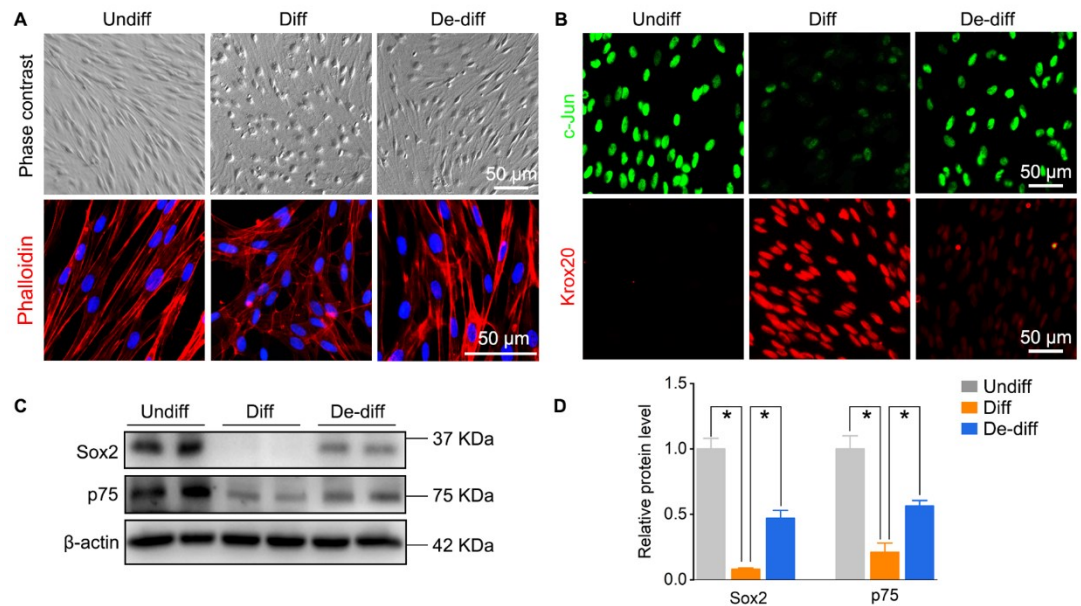 A
Undiff
Diff
De-diff
Phase contrast
50 µm
Phalloidin
50 µm
B
Undiff
Diff
De-diff
c-Jun
50 µm
Krox20
50 µm
C
Undiff
Diff
De-diff
Sox2
37 KDa
p75
75 KDa
β-actin
42 KDa
D
Relative protein level
1.5
1.0
0.5
0.0
* * * *
Undiff
Diff
De-diff
Sox2
p75